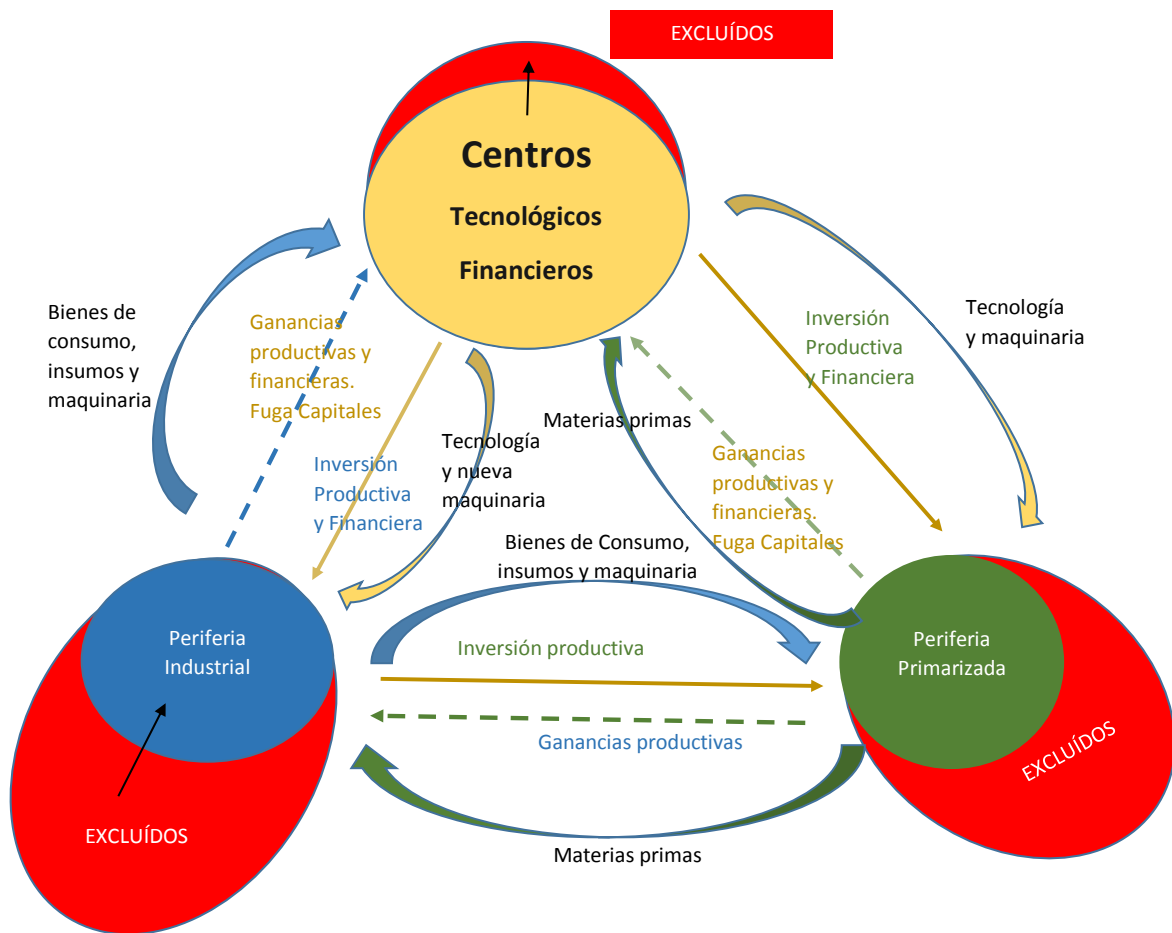 EXCLUÍDOS
Centros
Tecnológicos
Financieros
Bienes de
consumo,
insumos y
maquinaria
Ganancias
productivas y
financieras.
Fuga Capitales
Inversión
Productiva
y Financiera
Tecnología
y maquinaria
Materias primas
Tecnología
y nueva
maquinaria
Inversión
Productiva
y Financiera
Ganancias
productivas y
financieras.
Fuga Capitales
Bienes de Consumo,
insumos y maquinaria
Periferia
Industrial
Inversión productiva
Periferia
Primarizada
Ganancias productivas
EXCLUÍDOS
EXCLUÍDOS
Materias primas